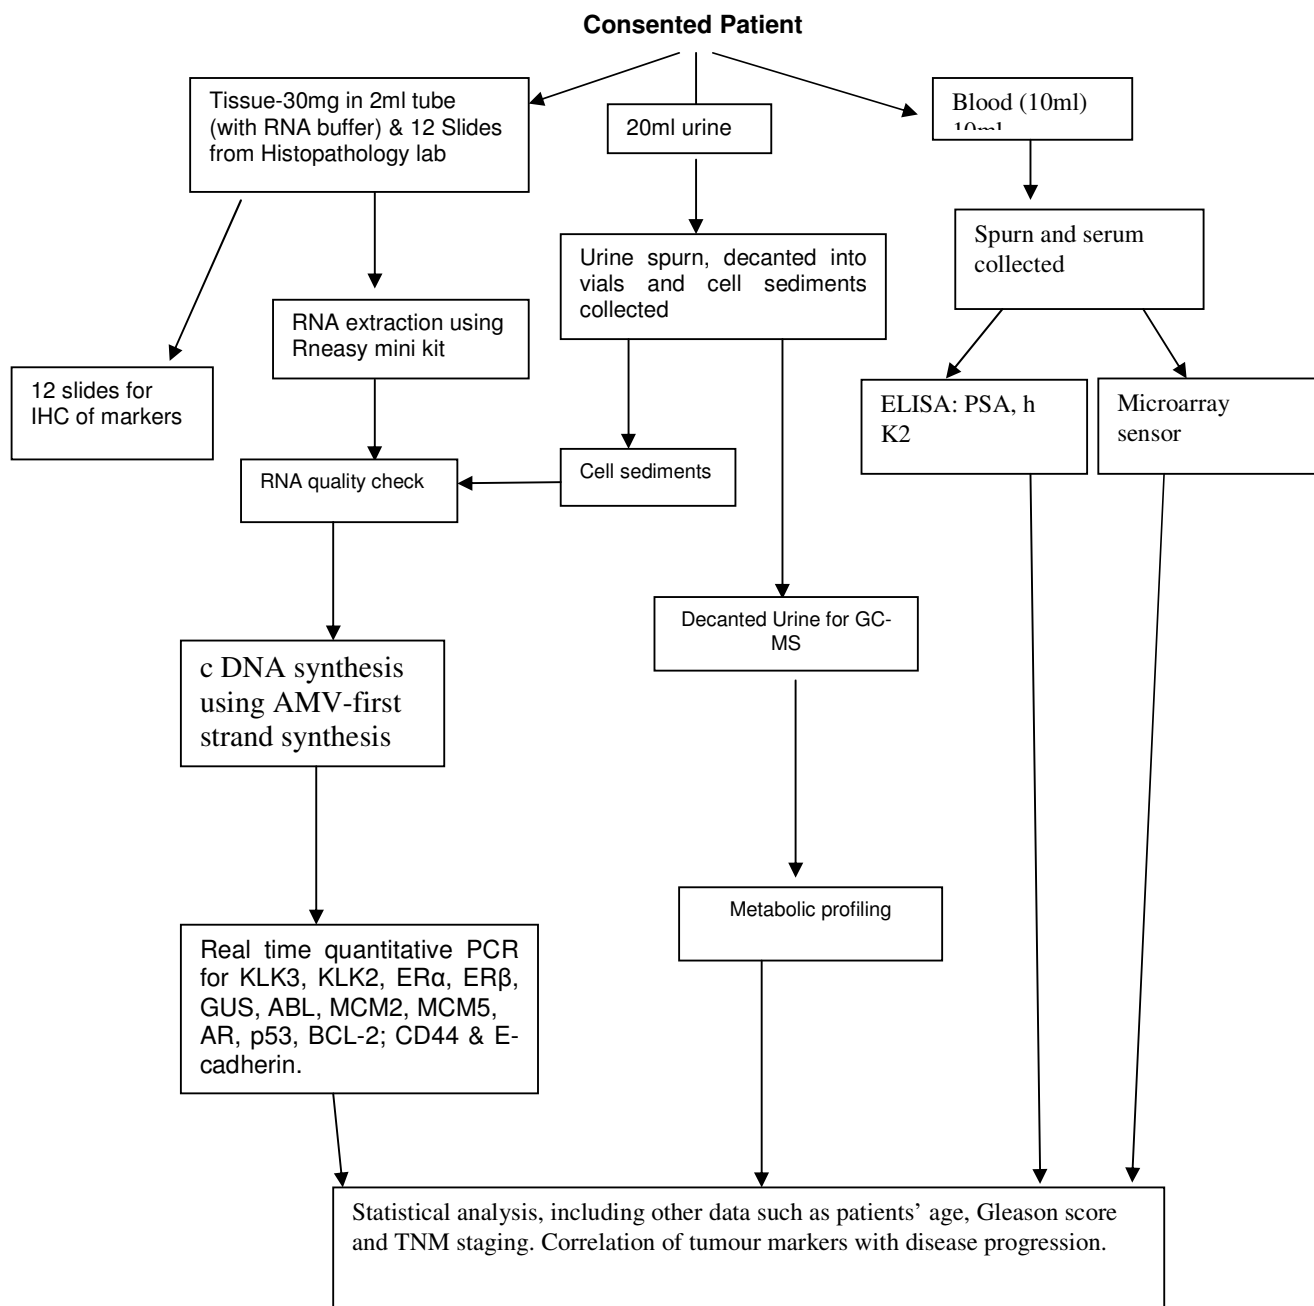 Consented Patient
Tissue-30mg in 2ml tube
(with RNA buffer) & 12 Slides
from Histopathology lab
20ml urine
Blood (10ml)
10ml
Urine spurn, decanted into
vials and cell sediments
collected
Spurn and serum
collected
RNA extraction using
Rneasy mini kit
12 slides for
IHC of markers
ELISA: PSA, h
K2
Microarray
sensor
RNA quality check
Cell sediments
Decanted Urine for GC-
MS
c DNA synthesis
using AMV-first
strand synthesis
Metabolic profiling
Real time quantitative PCR
for KLK3, KLK2, ERα, ERβ,
GUS, ABL, MCM2, MCM5,
AR, p53, BCL-2; CD44 & E-
cadherin.
Statistical analysis, including other data such as patients’ age, Gleason score
and TNM staging. Correlation of tumour markers with disease progression.